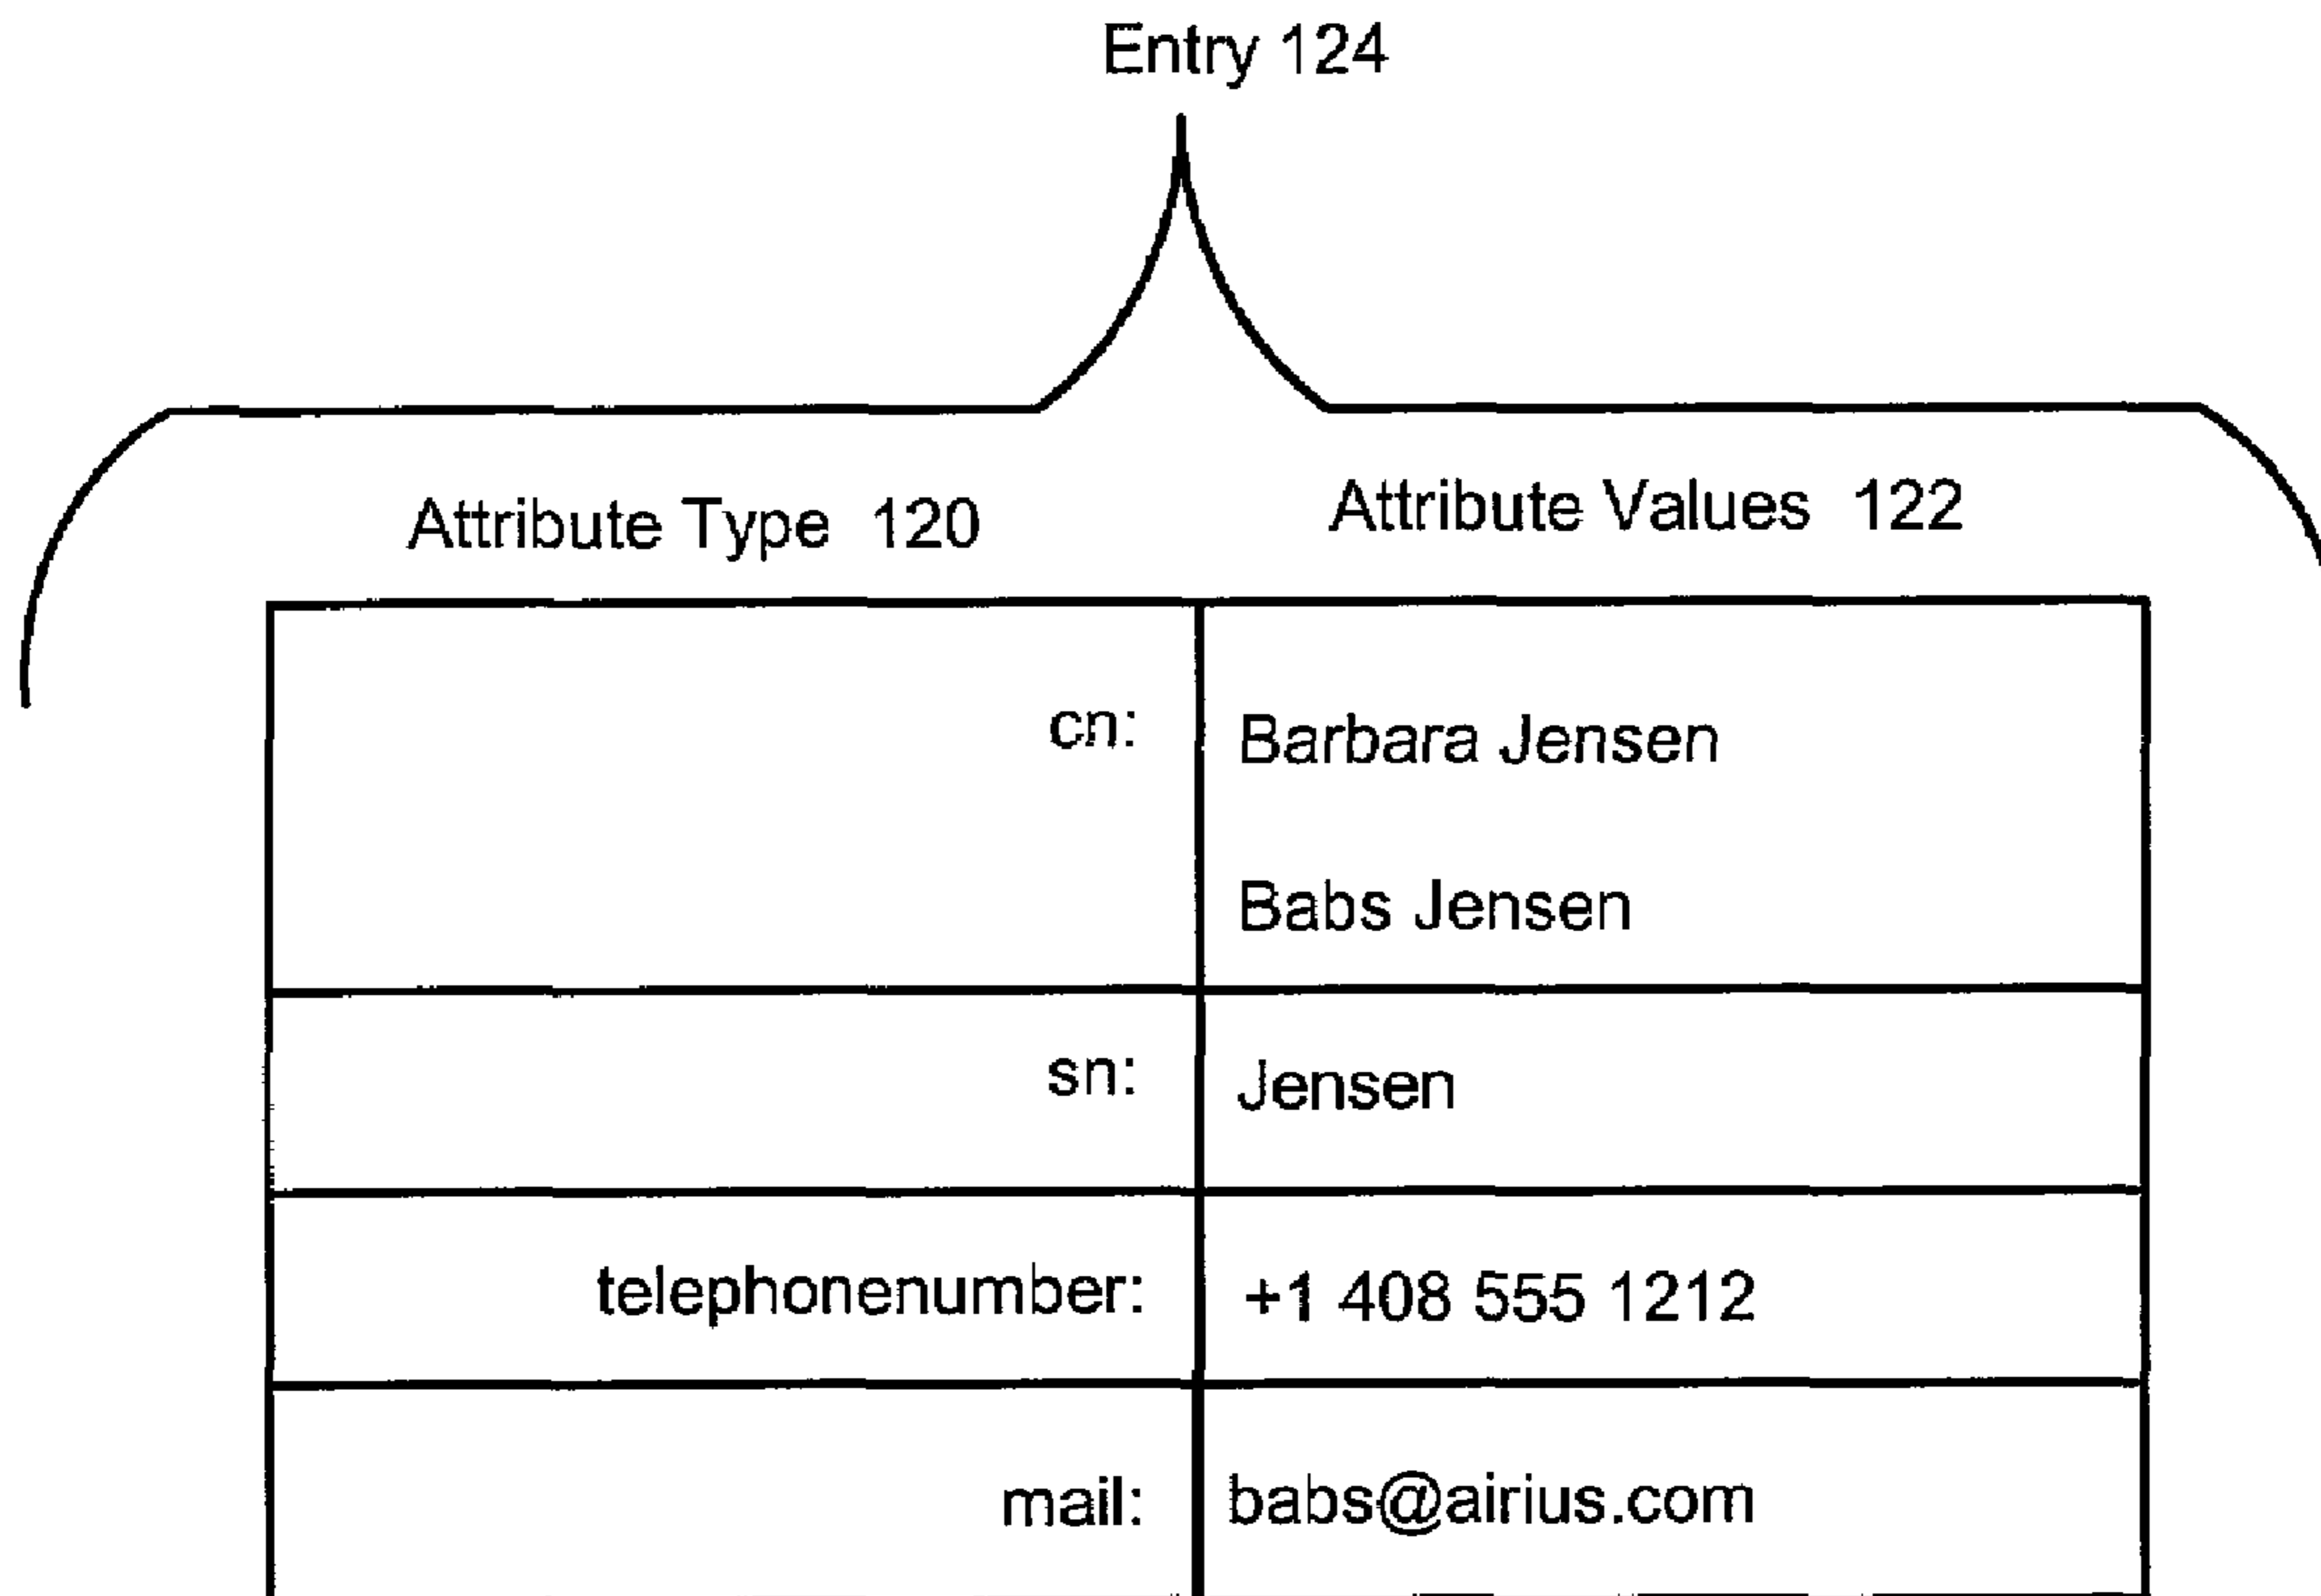 Entry 124
Attribute Type 120
Attribute Values 122
cn:
Barbara Jensen
Babs Jensen
sn:
Jensen
telephonenumber:
+1 408 555 1212
mail:
babs@airius.com